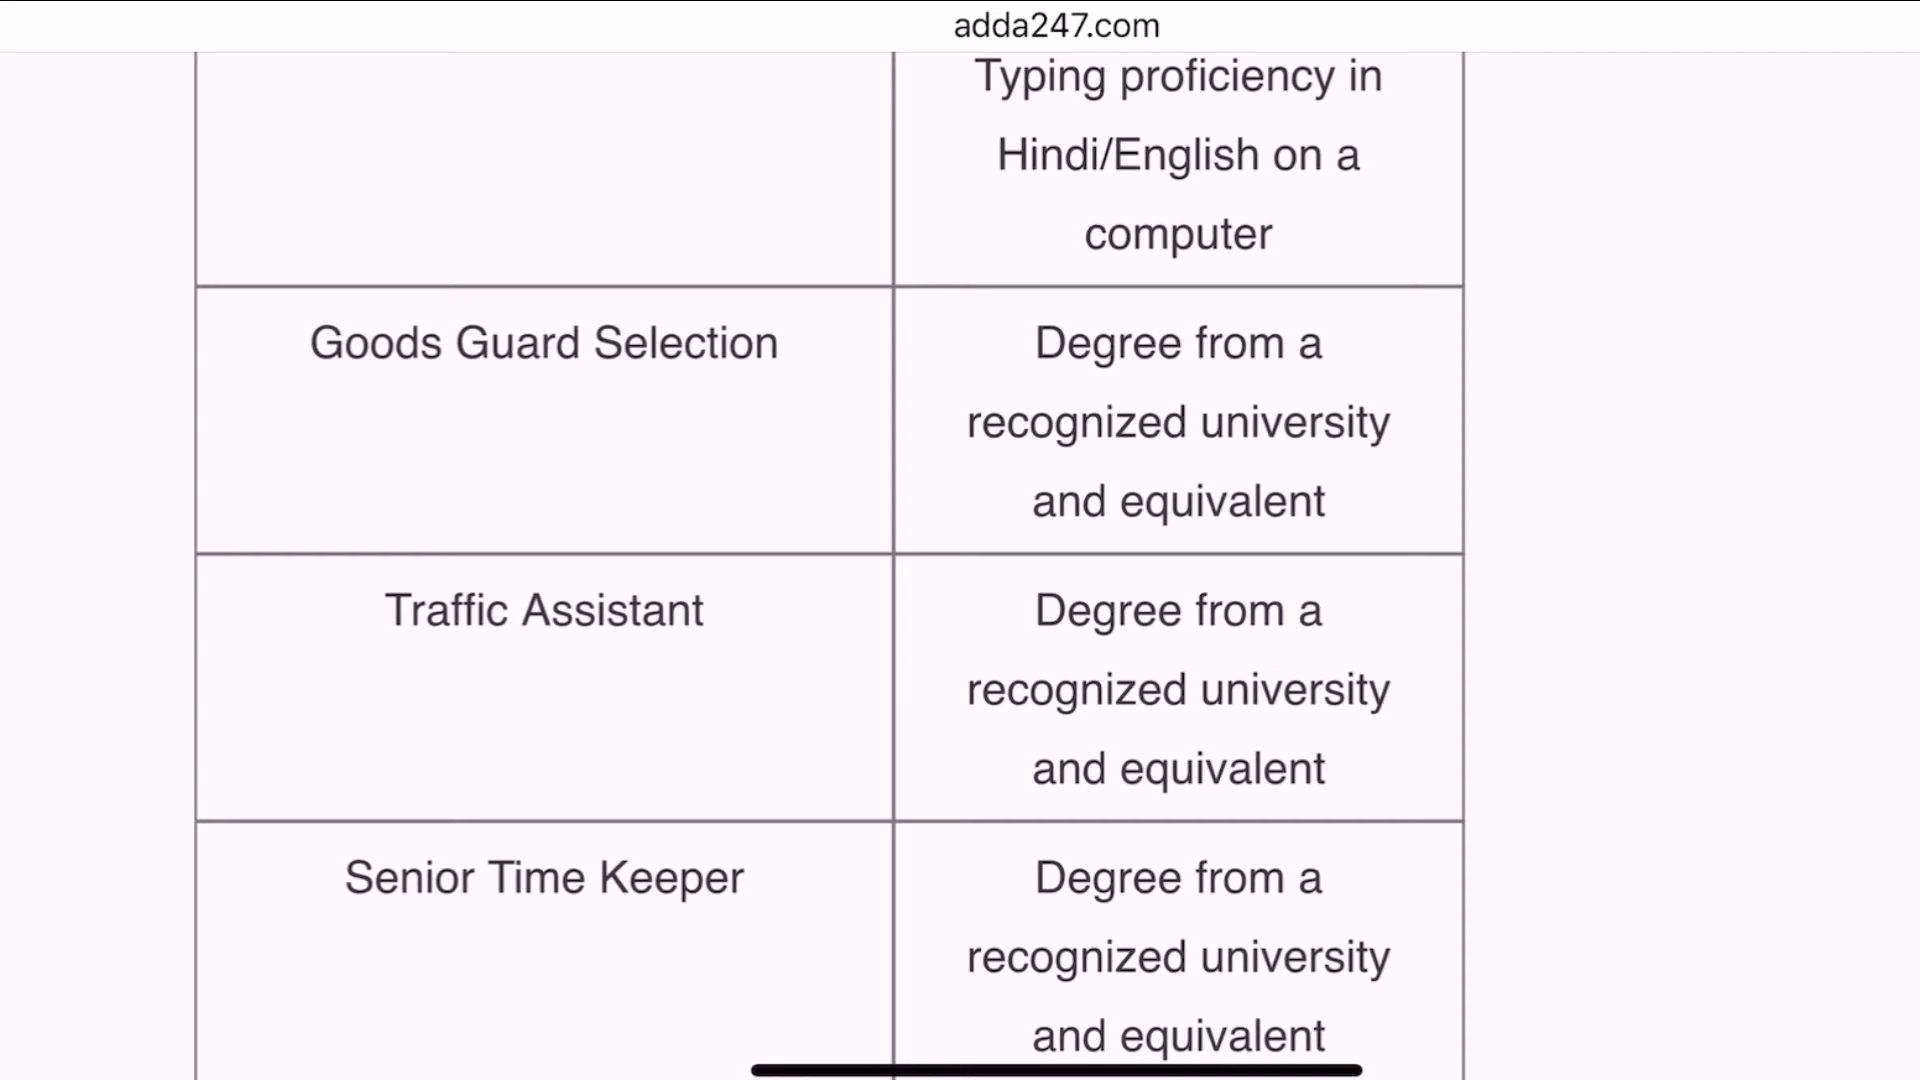 adda247.com
Typing proficiency in
Hindi/English on a
computer
Goods Guard Selection
Degree from a
recognized university
and equivalent
Traffic Assistant
Degree from a
recognized university
and equivalent
Senior Time Keeper
Degree from a
recognized university
and equivalent